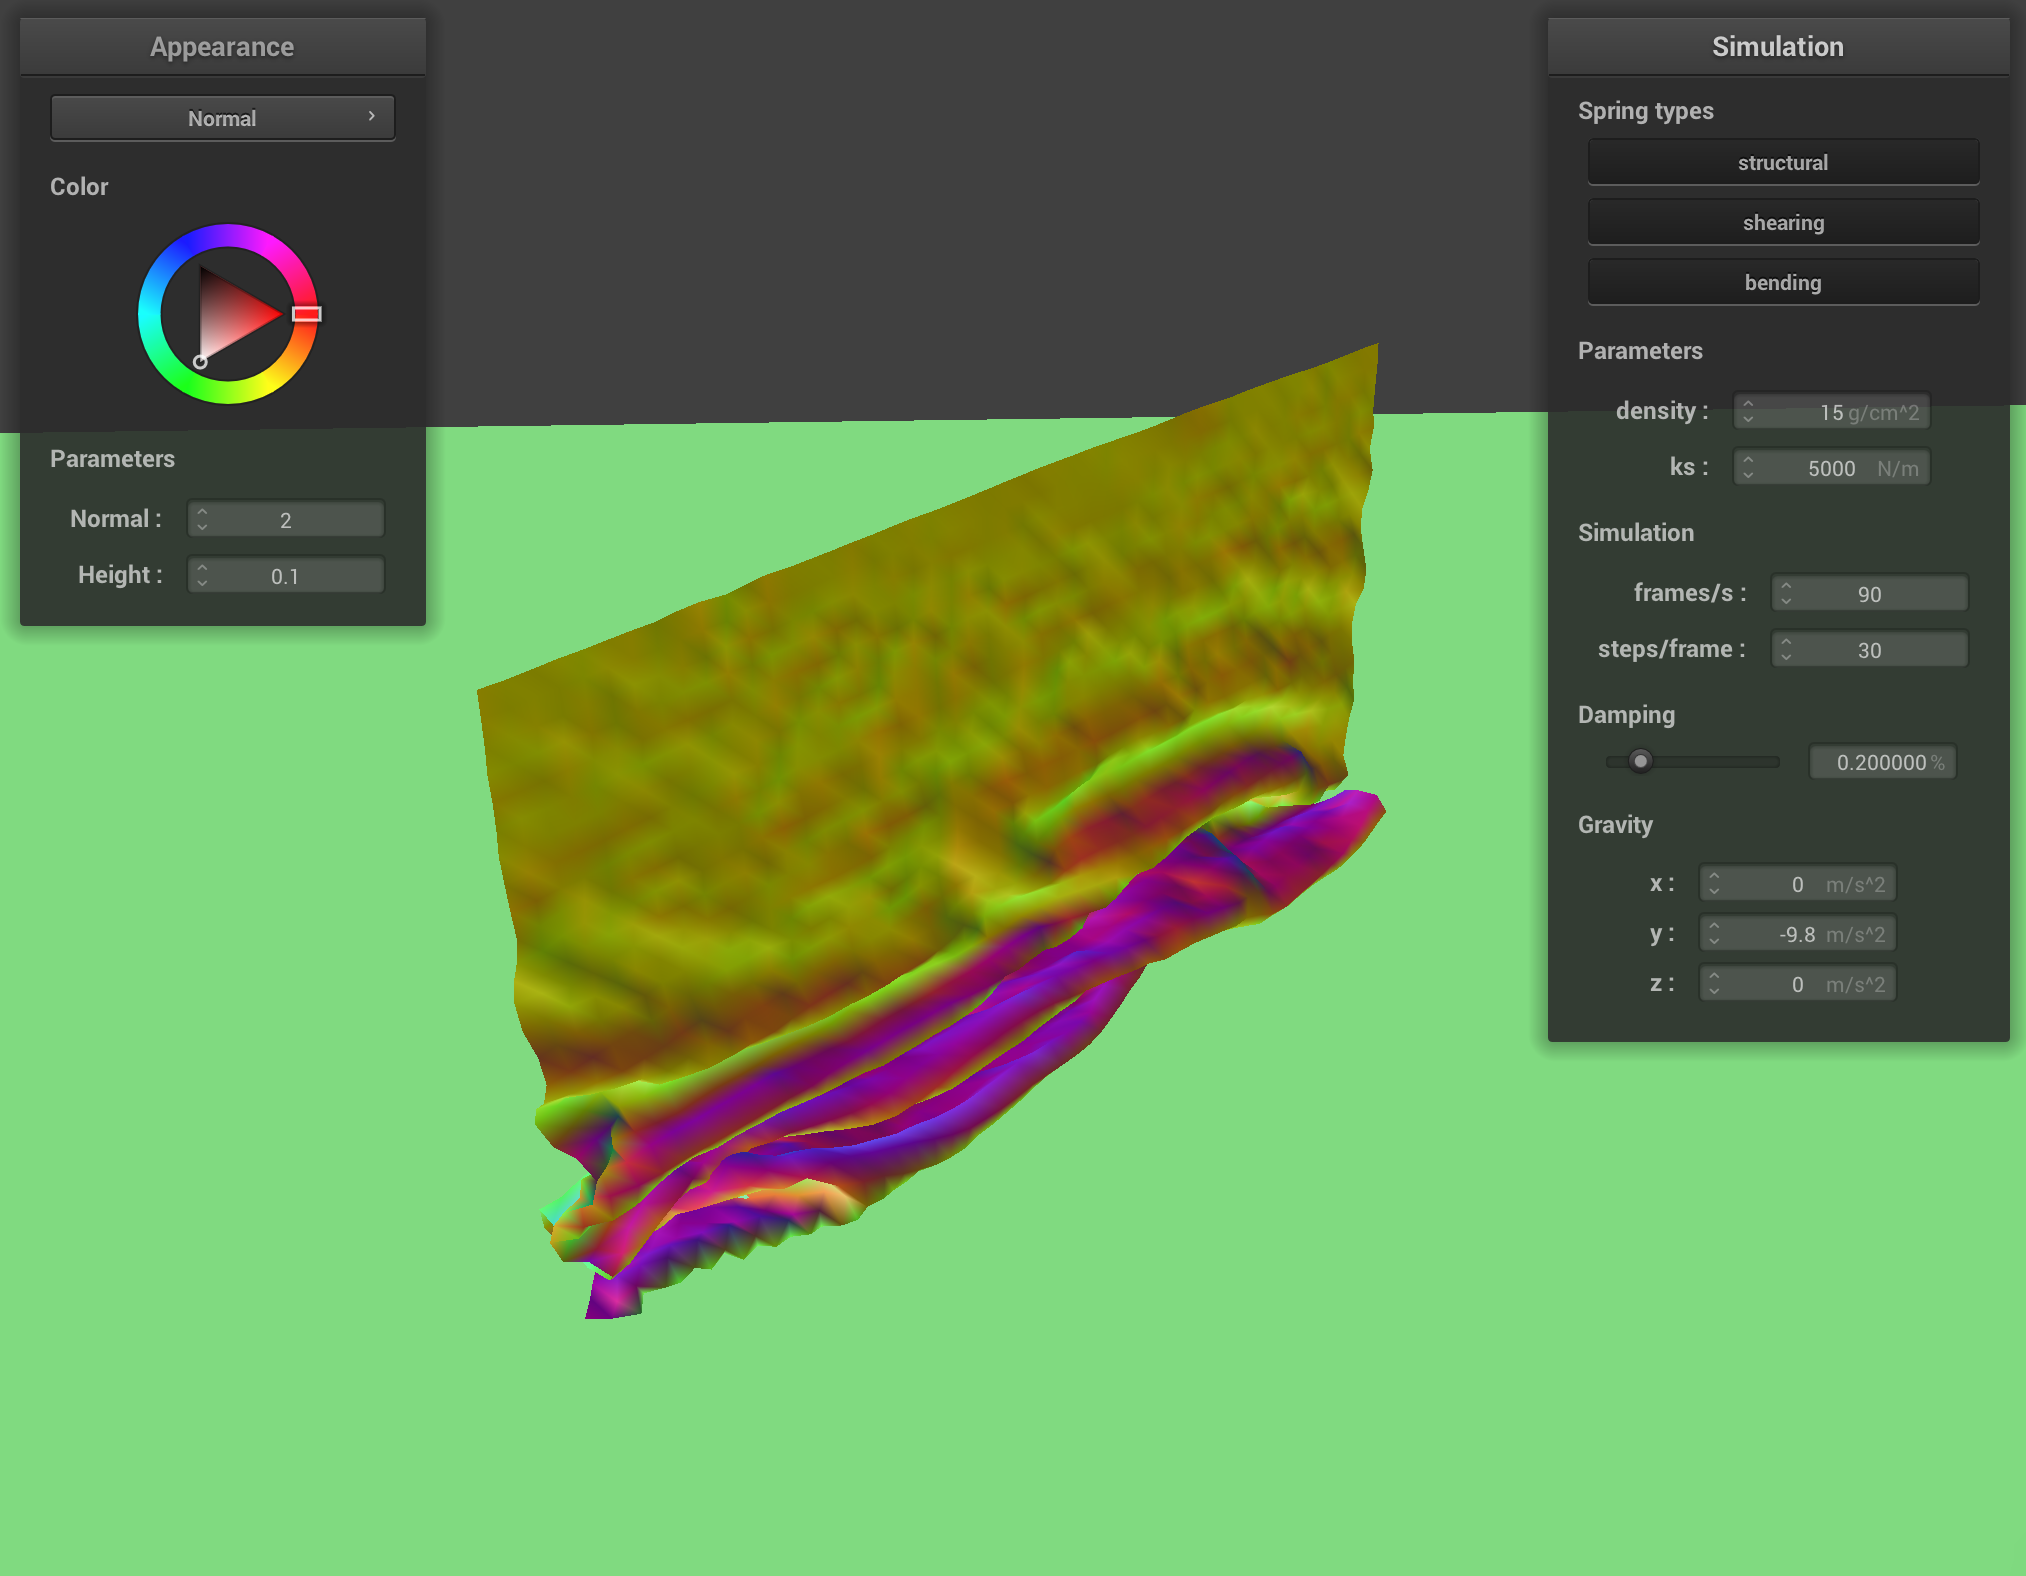 Appearance
Normal
Color
Parameters
Normal : 2
Height : 0.1
Simulation
Spring types
structural
shearing
bending
Parameters
density : 15 g/cm^2
ks : 5000 N/m
Simulation
frames/s : 90
steps/frame : 30
Damping
0.200000 %
Gravity
x : 0 m/s^2
y : -9.8 m/s^2
z : 0 m/s^2